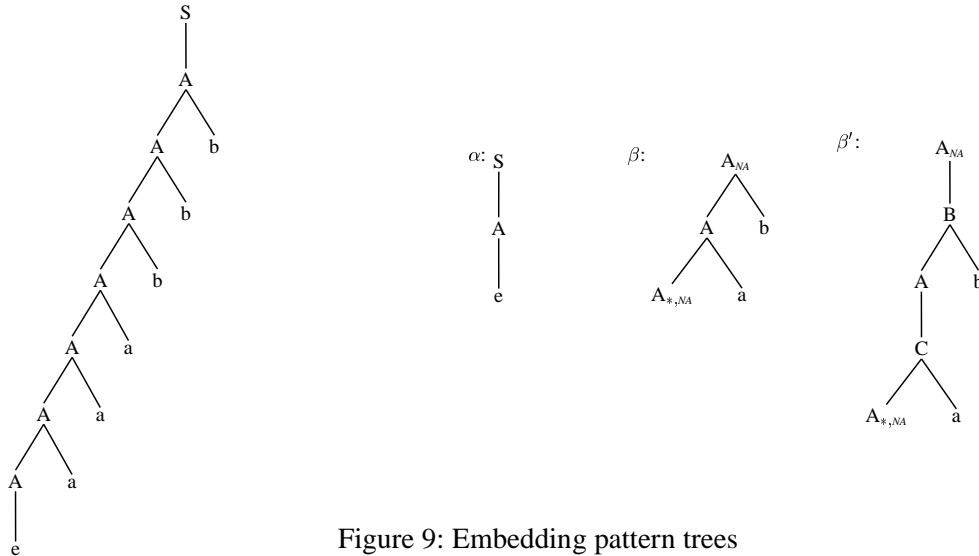 S
A
A b
A b
A b
A a
A a
A a
e
α: S
A
e
β: A_NA
A b
A_*,NA a
β′: A_NA
B
A b
C
A_*,NA a
Figure 9: Embedding pattern trees